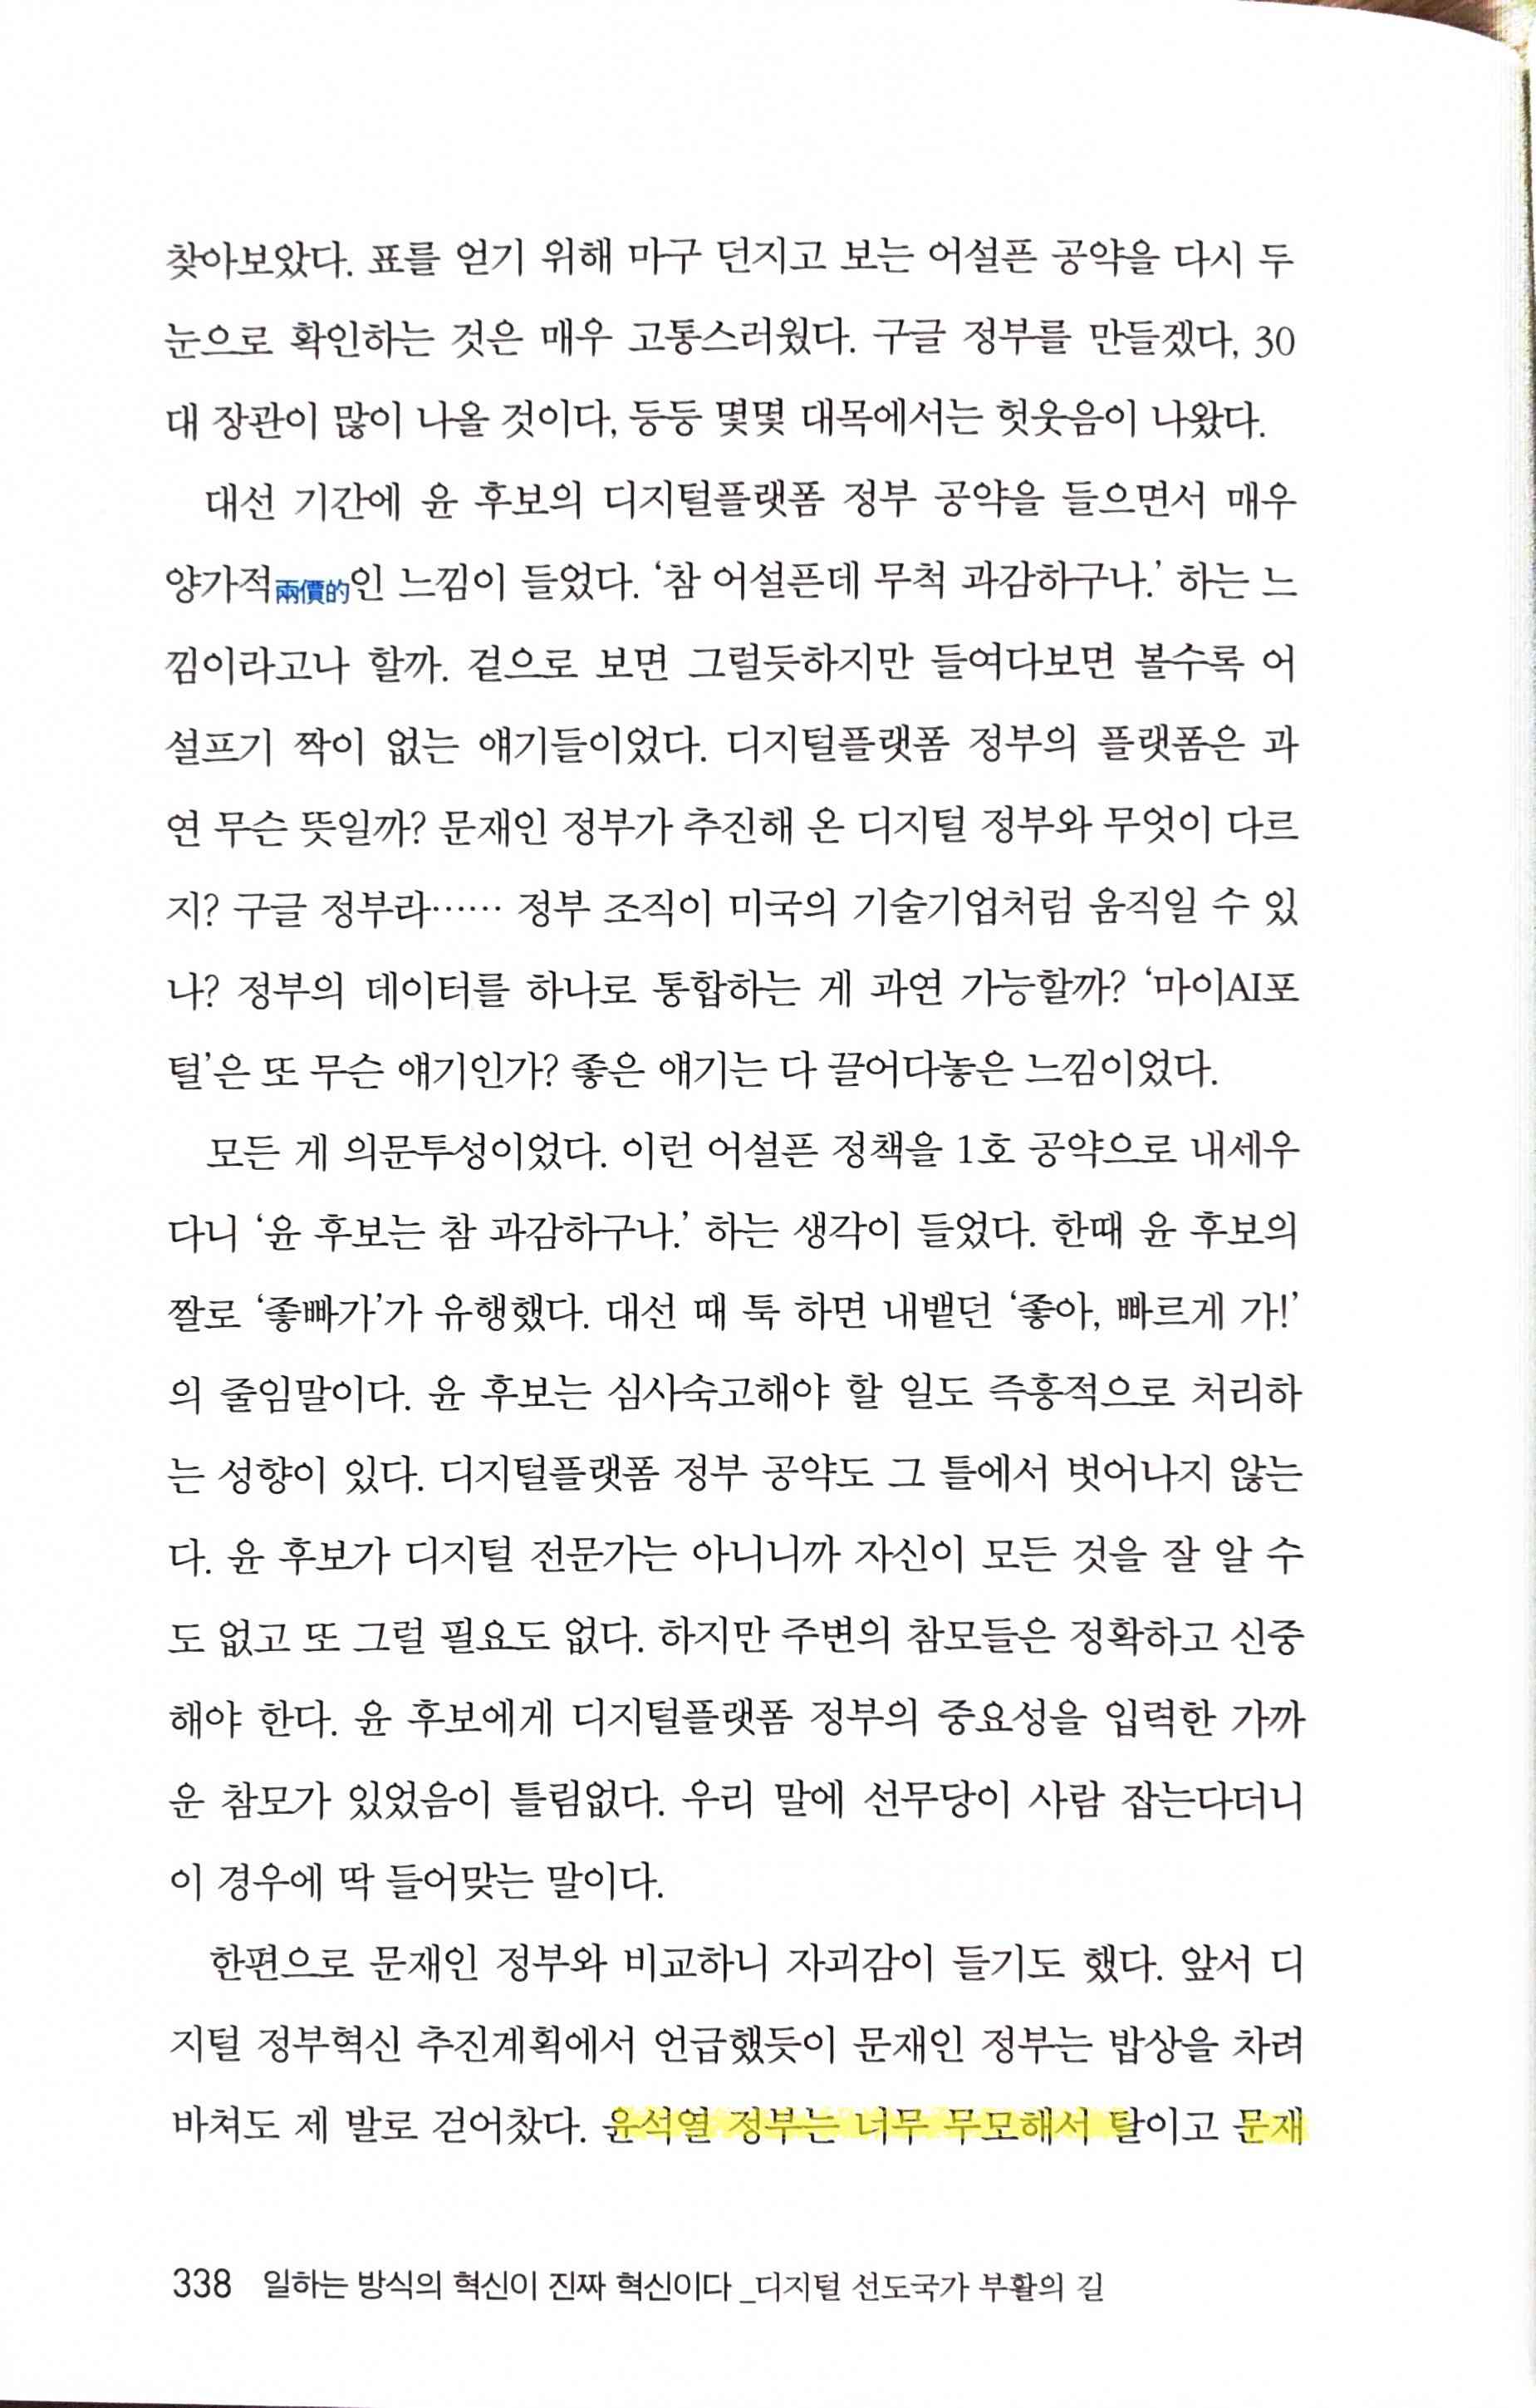 찾아보았다. 표를 얻기 위해 마구 던지고 보는 어설픈 공약을 다시 두
눈으로 확인하는 것은 매우 고통스러웠다. 구글 정부를 만들겠다, 30
대 장관이 많이 나올 것이다, 등등 몇몇 대목에서는 헛웃음이 나왔다.
대선 기간에 윤 후보의 디지털플랫폼 정부 공약을 들으면서 매우
양가적兩價的인 느낌이 들었다. ‘참 어설픈데 무척 과감하구나.’ 하는 느
낌이라고나 할까. 겉으로 보면 그럴듯하지만 들여다보면 볼수록 어
설프기 짝이 없는 얘기들이었다. 디지털플랫폼 정부의 플랫폼은 과
연 무슨 뜻일까? 문재인 정부가 추진해 온 디지털 정부와 무엇이 다르
지? 구글 정부라…… 정부 조직이 미국의 기술기업처럼 움직일 수 있
나? 정부의 데이터를 하나로 통합하는 게 과연 가능할까? ‘마이AI포
털’은 또 무슨 얘기인가? 좋은 얘기는 다 끌어다놓은 느낌이었다.
모든 게 의문투성이었다. 이런 어설픈 정책을 1호 공약으로 내세우
다니 ‘윤 후보는 참 과감하구나.’ 하는 생각이 들었다. 한때 윤 후보의
짤로 ‘좋빠가’가 유행했다. 대선 때 툭 하면 내뱉던 ‘좋아, 빠르게 가!’
의 줄임말이다. 윤 후보는 심사숙고해야 할 일도 즉흥적으로 처리하
는 성향이 있다. 디지털플랫폼 정부 공약도 그 틀에서 벗어나지 않는
다. 윤 후보가 디지털 전문가는 아니니까 자신이 모든 것을 잘 알 수
도 없고 또 그럴 필요도 없다. 하지만 주변의 참모들은 정확하고 신중
해야 한다. 윤 후보에게 디지털플랫폼 정부의 중요성을 입력한 가까
운 참모가 있었음이 틀림없다. 우리 말에 선무당이 사람 잡는다더니
이 경우에 딱 들어맞는 말이다.
한편으로 문재인 정부와 비교하니 자괴감이 들기도 했다. 앞서 디
지털 정부혁신 추진계획에서 언급했듯이 문재인 정부는 밥상을 차려
바쳐도 제 발로 걷어찼다. 윤석열 정부는 너무 무모해서 탈이고 문재
338 일하는 방식의 혁신이 진짜 혁신이다 _디지털 선도국가 부활의 길